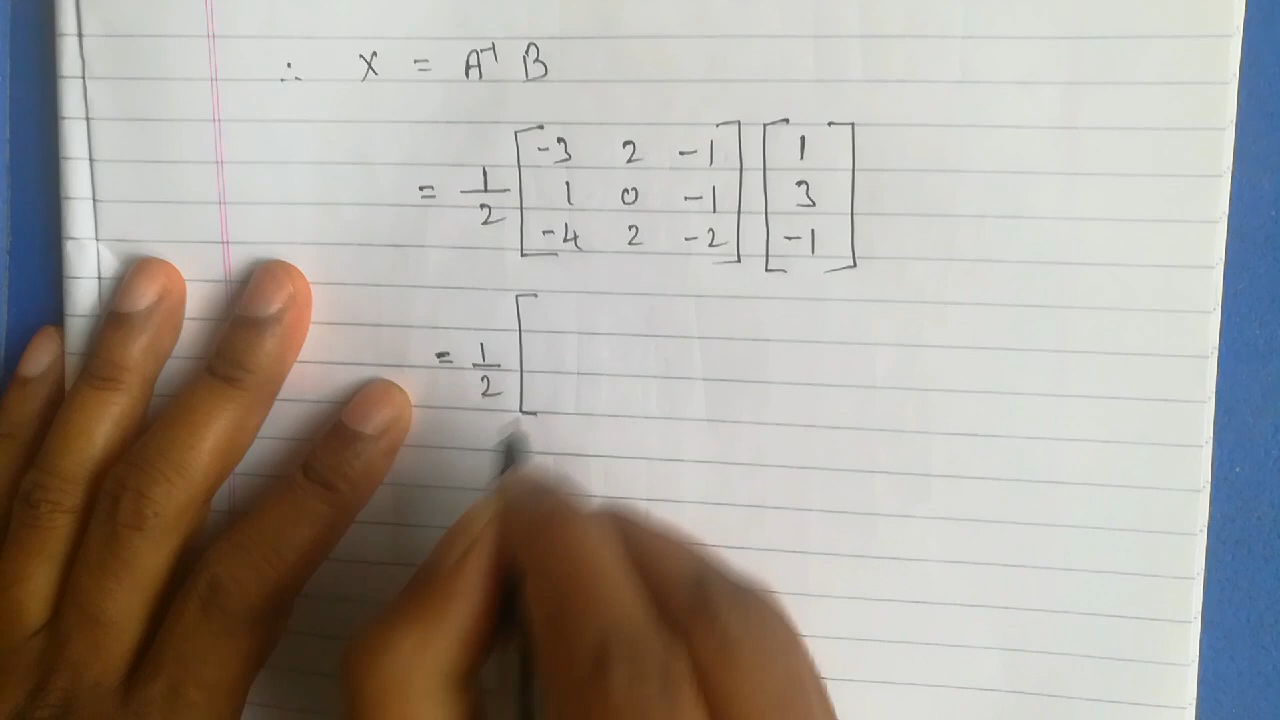 ∴ X = A⁻¹ B
= 1/2 [ -3 2 -1 ; 1 0 -1 ; -4 2 -2 ] [ 1 ; 3 ; -1 ]
= 1/2 [